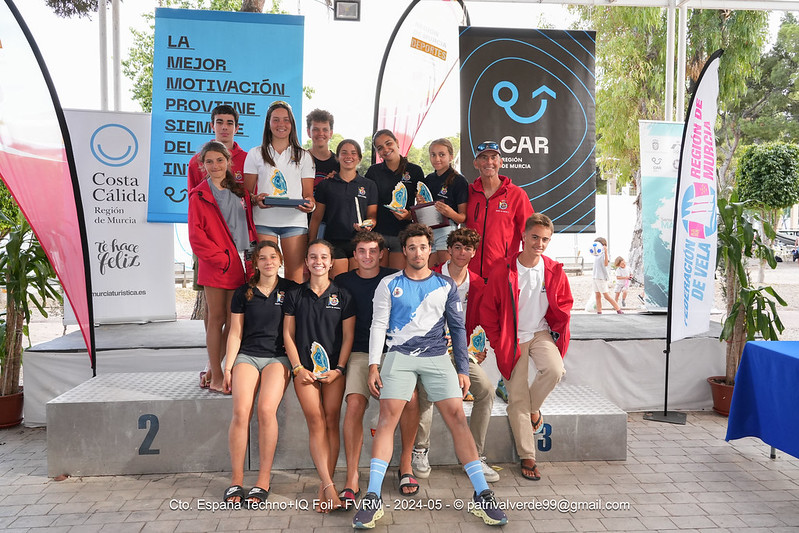 LA
MEJOR
MOTIVACIÓN
PROVIENE
SIEMPRE
DEL
DEPORTES
CAR
REGIÓN
DE MURCIA
Costa
Cálida
Región
de Murcia
Te hace
feliz
murciaturistica.es
REGIÓN DE
MURCIA
FEDERACIÓN
DE VELA
2
3
Cto. España Techno+IQ Foil - FVRM - 2024-05 - © patrivalverde99@gmail.com